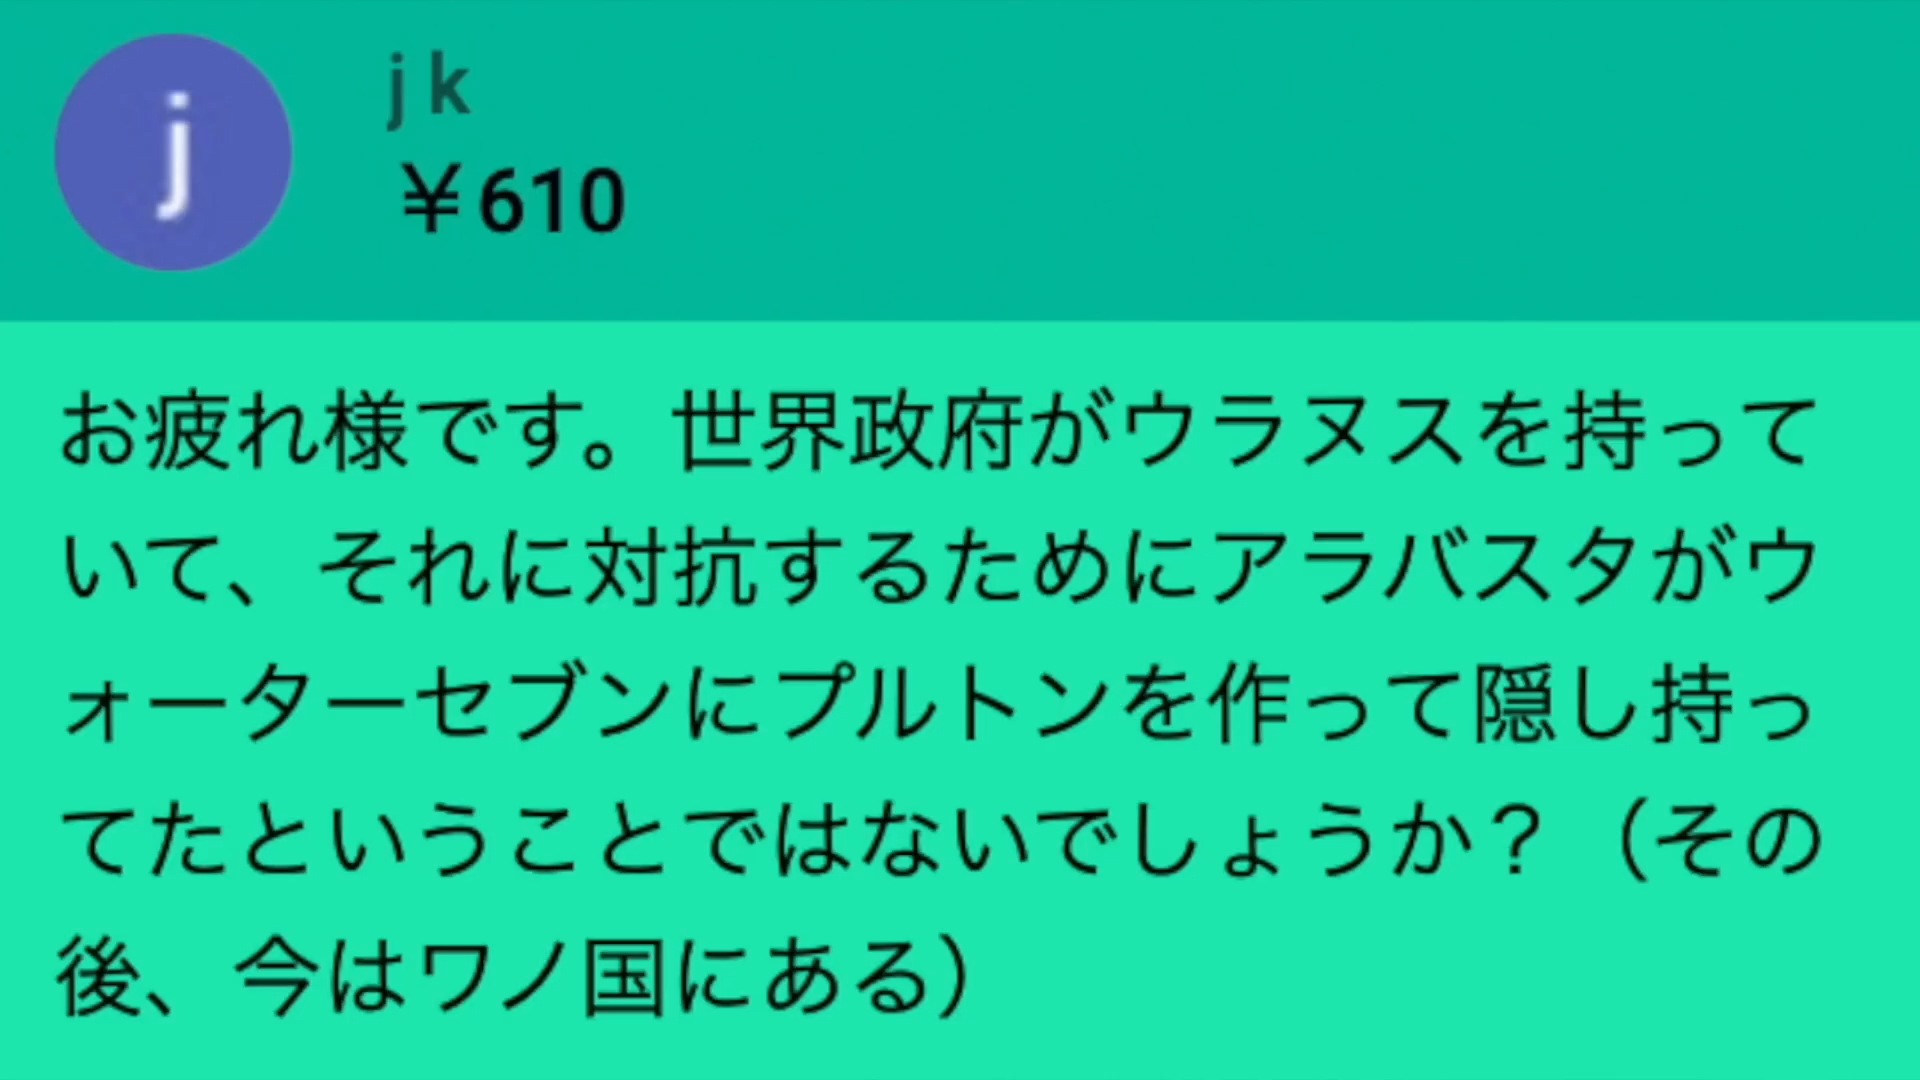 j
j k
￥610
お疲れ様です。世界政府がウラヌスを持って
いて、それに対抗するためにアラバスタがウ
ォーターセブンにプルトンを作って隠し持っ
てたということではないでしょうか？（その
後、今はワノ国にある）